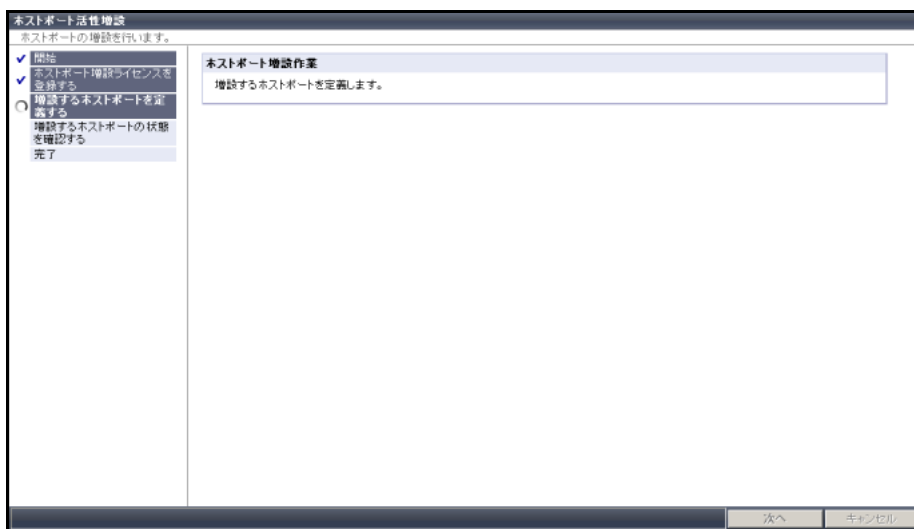 ホストポート活性増設
ホストポートの増設を行います。
開始
ホストポート増設ライセンスを
登録する
増設するホストポートを定
義する
増設するホストポートの状態
を確認する
完了
ホストポート増設作業
増設するホストポートを定義します。
次へ
キャンセル